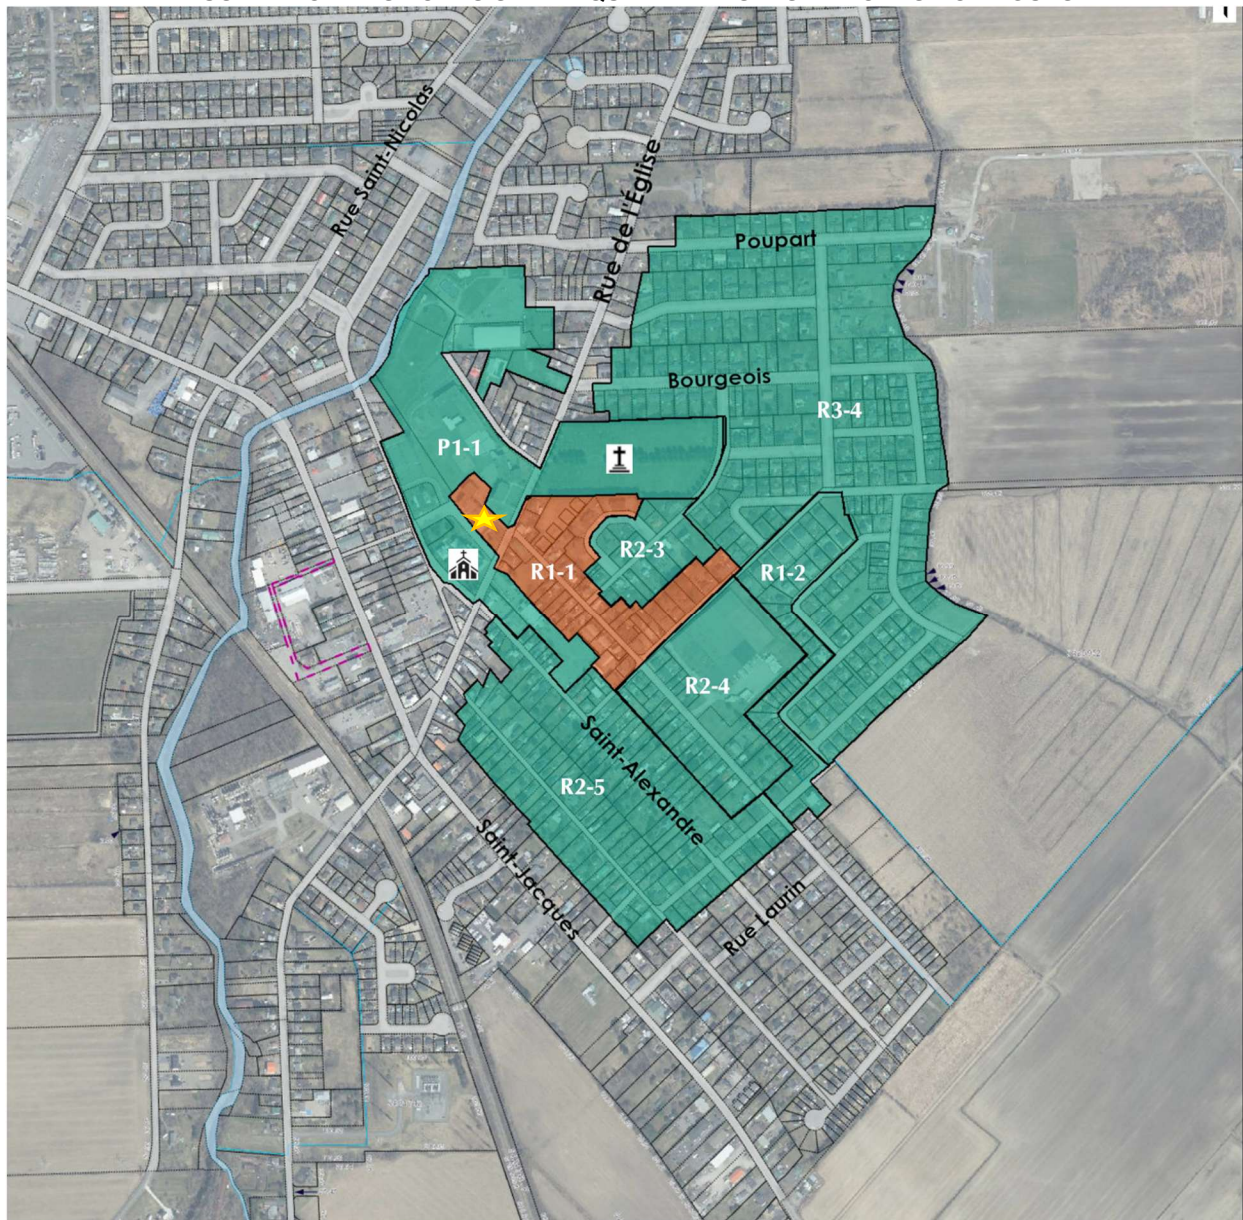 Rue Saint-Nicolas
Rue de l'Église
Poupart
Bourgeois
R3-4
P1-1
R2-3
R1-1
R1-2
R2-4
Saint-Alexandre
R2-5
Saint-Jacques
Rue Laurin